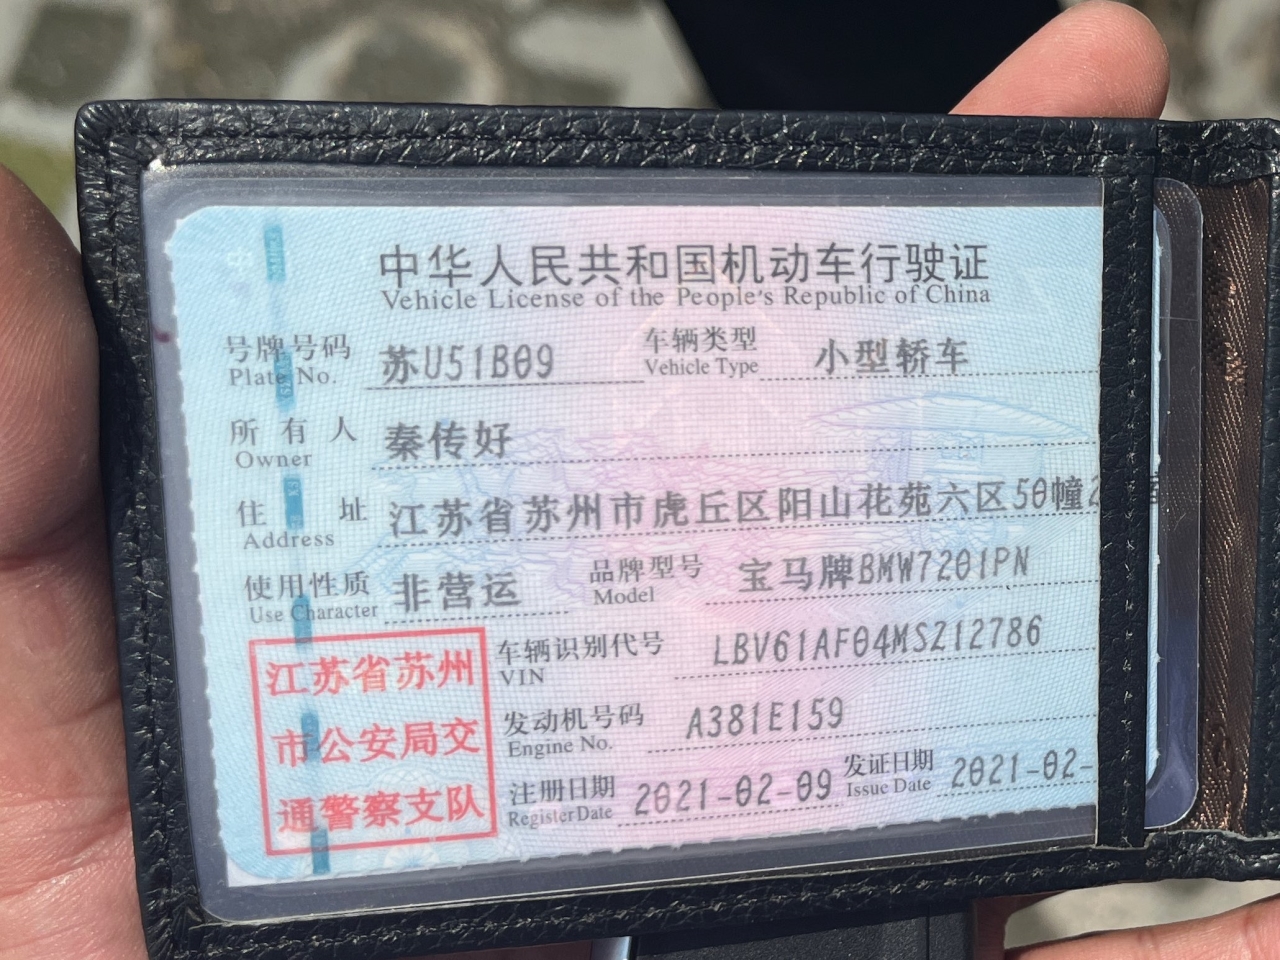 中华人民共和国机动车行驶证
Vehicle License of the People's Republic of China
号牌号码 苏U51B09 车辆类型 小型轿车
Plate No. Vehicle Type
所有人 秦传好
Owner
住址 江苏省苏州市虎丘区阳山花苑六区50幢2
Address
使用性质 非营运 品牌型号 宝马牌BMW7201PN
Use Character Model
车辆识别代号 LBV61AF04MSZ12786
VIN
发动机号码 A381E159
Engine No.
注册日期 2021-02-09 发证日期 2021-02-
Register Date Issue Date
江苏省苏州
市公安局交
通警察支队